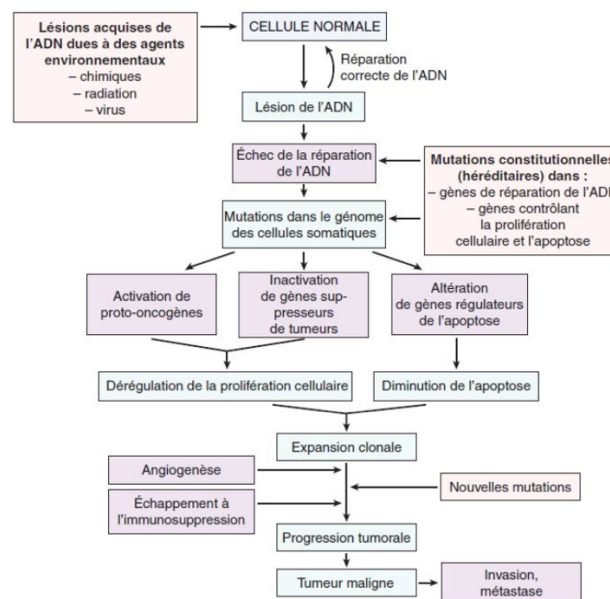 Lésions acquises de
l'ADN dues à des agents
environnementaux
– chimiques
– radiation
– virus
CELLULE NORMALE
Réparation
correcte de l'ADN
Lésion de l'ADN
Échec de la réparation
de l'ADN
Mutations constitutionnelles
(héréditaires) dans :
– gènes de réparation de l'ADN
– gènes contrôlant
la prolifération
cellulaire et l'apoptose
Mutations dans le génome
des cellules somatiques
Activation de
proto-oncogènes
Inactivation
de gènes sup-
presseurs
de tumeurs
Altération
de gènes régulateurs
de l'apoptose
Dérégulation de la prolifération cellulaire
Diminution de l'apoptose
Expansion clonale
Angiogenèse
Nouvelles mutations
Échappement à
l'immunosuppression
Progression tumorale
Tumeur maligne
Invasion,
métastase